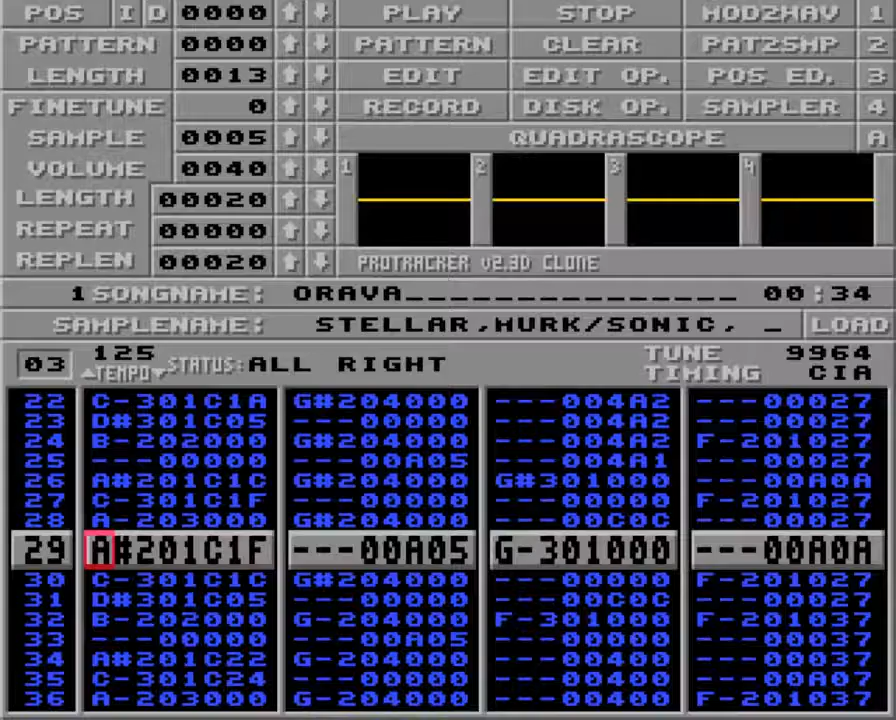 POS I D 0000 PLAY STOP MOD2WAV 1
PATTERN 0000 PATTERN CLEAR PAT2SMP 2
LENGTH 0013 EDIT EDIT OP. POS ED. 3
FINETUNE 0 RECORD DISK OP. SAMPLER 4
SAMPLE 0005 QUADRASCOPE A
VOLUME 0040 1 2 3 4
LENGTH 00020
REPEAT 00000
REPLEN 00020 PROTRACKER V2.3D CLONE
1 SONGNAME: ORAVA_________________ 00:34
SAMPLENAME: STELLAR,MURK/SONIC, _ LOAD
03 125 TEMPO STATUS: ALL RIGHT TUNE 9964
TIMING CIA
22 C-301C1A G#204000 ---004A2 ---00027
23 D#301C05 ---00000 ---004A2 ---00027
24 B-202000 G#204000 ---004A2 F-201027
25 ---00000 ---00A05 ---004A1 ---00027
26 A#201C1C G#204000 G#301000 ---00A0A
27 C-301C1F ---00000 ---00000 F-201027
28 A-203000 G#204000 ---00C0C ---00027
29 A#201C1F ---00A05 G-301000 ---00A0A
30 C-301C1C G#204000 ---00000 F-201027
31 D#301C05 ---00000 ---00C0C ---00027
32 B-202000 G-204000 F-301000 F-201037
33 ---00000 ---00A05 ---00000 ---00037
34 A#201C22 G-204000 ---00400 ---00037
35 C-301C24 ---00000 ---00400 ---00A07
36 A-203000 G-204000 ---00400 F-201037